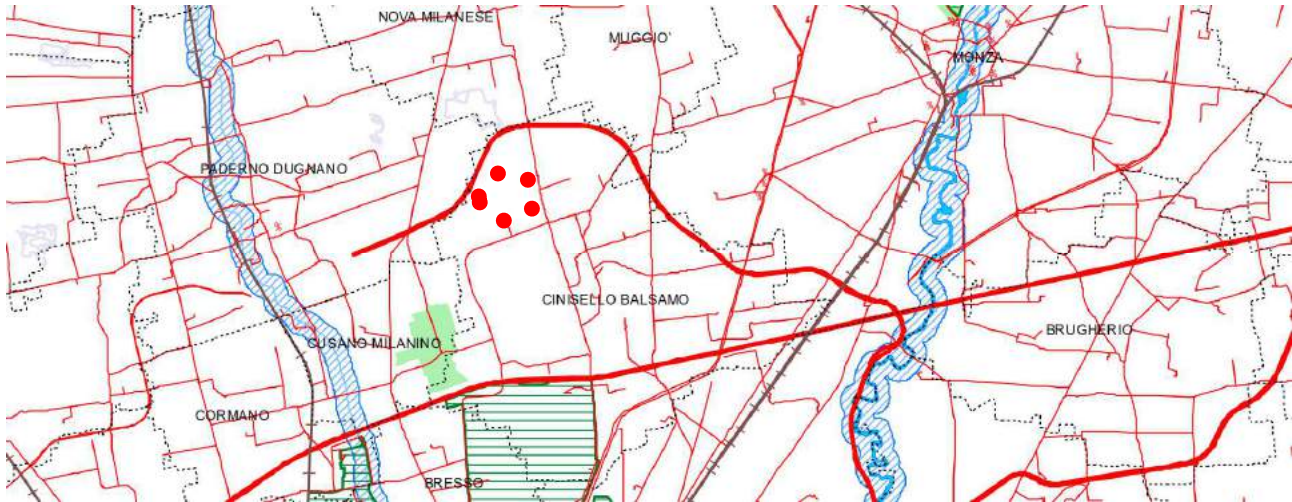 NOVA MILANESE
MUGGIO'
MONZA
PADERNO DUGNANO
CINISELLO BALSAMO
BRUGHERIO
CUSANO MILANINO
CORMANO
BRESSO